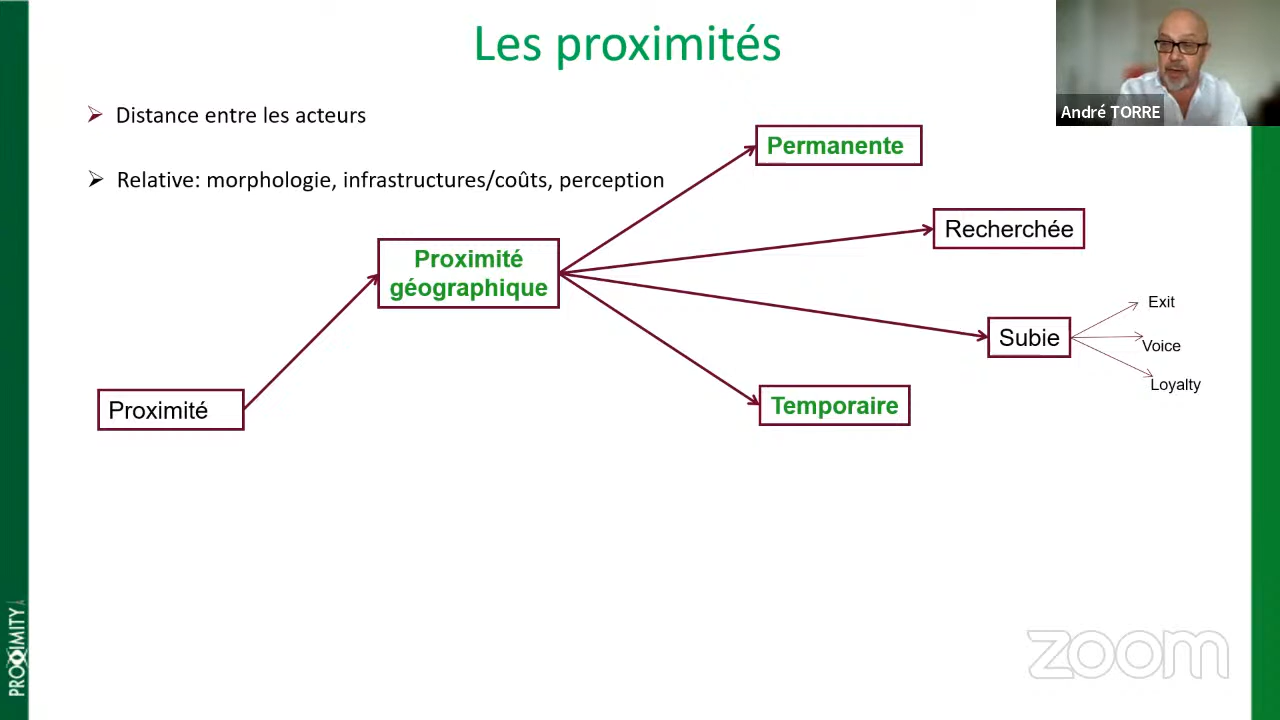 Les proximités
André TORRE
Distance entre les acteurs
Permanente
Relative: morphologie, infrastructures/coûts, perception
Recherchée
Proximité
géographique
Exit
Subie
Voice
Loyalty
Temporaire
Proximité
PROXIMITY
zoom